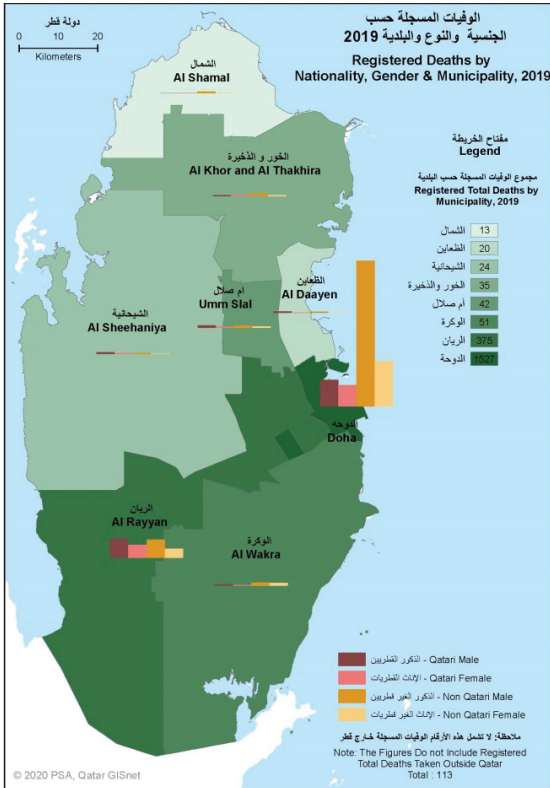 دولة قطر
20 10 0
Kilometers
الوفيات المسجلة حسب
الجنسية والنوع والبلدية 2019
Registered Deaths by
Nationality, Gender & Municipality, 2019
مفتاح الخريطة
Legend
مجموع الوفيات المسجلة حسب البلدية
Registered Total Deaths by
Municipality, 2019
الشمال 13
الظعاين 20
الشيحانية 24
الخور والذخيرة 35
أم صلال 42
الوكرة 51
الريان 375
الدوحة 1527
الشمال
Al Shamal
الخور و الذخيرة
Al Khor and Al Thakhira
الظعاين
Al Daayen
ام صلال
Umm Slal
الشيحانية
Al Sheehaniya
الدوحه
Doha
الريان
Al Rayyan
الوكرة
Al Wakra
الذكور القطريين - Qatari Male
الإناث القطريات - Qatari Female
الذكور الغير قطريين - Non Qatari Male
الإناث الغير قطريات - Non Qatari Female
ملاحظة: لا تشمل هذه الأرقام الوفيات المسجلة خارج قطر
Note: The Figures Do not Include Registered
Total Deaths Taken Outside Qatar
Total : 113
© 2020 PSA, Qatar GISnet